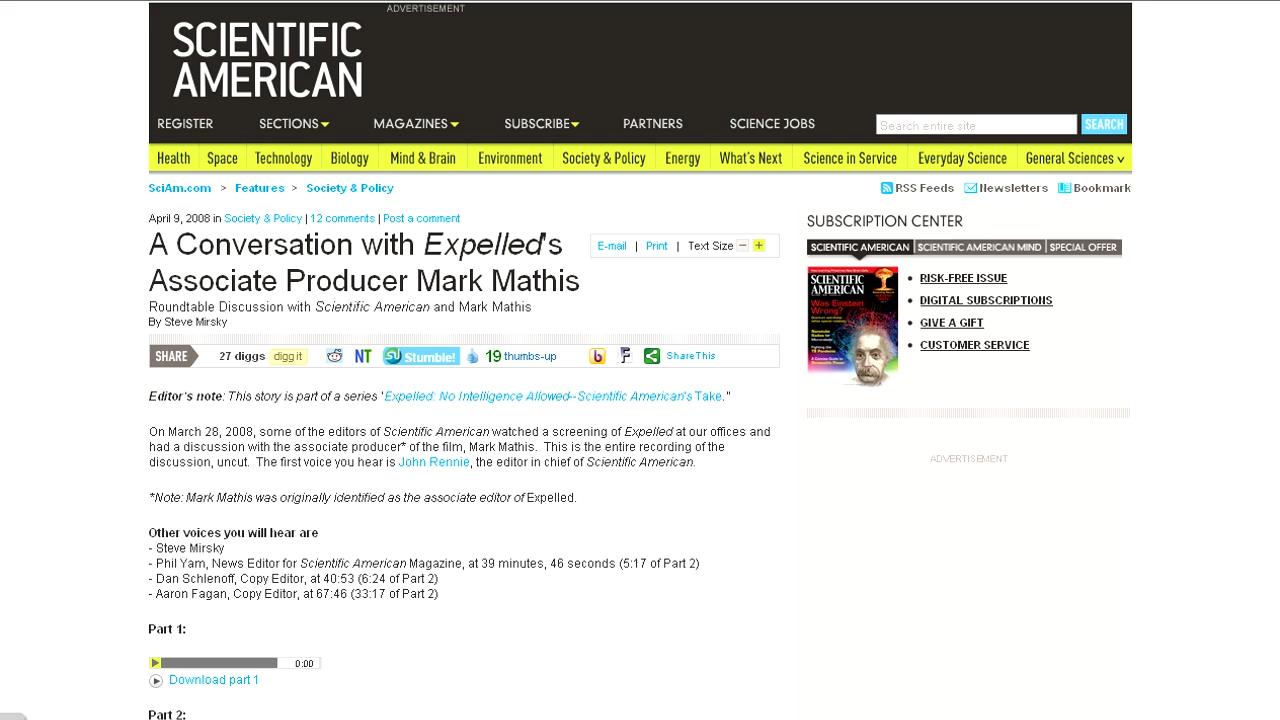 ADVERTISEMENT
SCIENTIFIC
AMERICAN
REGISTER SECTIONS MAGAZINES SUBSCRIBE PARTNERS SCIENCE JOBS Search entire site SEARCH
Health Space Technology Biology Mind & Brain Environment Society & Policy Energy What's Next Science in Service Everyday Science General Sciences
SciAm.com > Features > Society & Policy
RSS Feeds Newsletters Bookmark
April 9, 2008 in Society & Policy | 12 comments | Post a comment
A Conversation with Expelled's
Associate Producer Mark Mathis
E-mail | Print | Text Size − +
Roundtable Discussion with Scientific American and Mark Mathis
By Steve Mirsky
SHARE 27 diggs digg it NT SU Stumble! 19 thumbs-up b F ShareThis
Editor's note: This story is part of a series "Expelled: No Intelligence Allowed--Scientific American's Take."
On March 28, 2008, some of the editors of Scientific American watched a screening of Expelled at our offices and
had a discussion with the associate producer* of the film, Mark Mathis. This is the entire recording of the
discussion, uncut. The first voice you hear is John Rennie, the editor in chief of Scientific American.
*Note: Mark Mathis was originally identified as the associate editor of Expelled.
Other voices you will hear are
- Steve Mirsky
- Phil Yam, News Editor for Scientific American Magazine, at 39 minutes, 46 seconds (5:17 of Part 2)
- Dan Schlenoff, Copy Editor, at 40:53 (6:24 of Part 2)
- Aaron Fagan, Copy Editor, at 67:46 (33:17 of Part 2)
Part 1:
0:00
Download part 1
Part 2:
SUBSCRIPTION CENTER
SCIENTIFIC AMERICAN | SCIENTIFIC AMERICAN MIND | SPECIAL OFFER
SCIENTIFIC
AMERICAN
Was Einstein
Wrong?
• RISK-FREE ISSUE
• DIGITAL SUBSCRIPTIONS
• GIVE A GIFT
• CUSTOMER SERVICE
ADVERTISEMENT